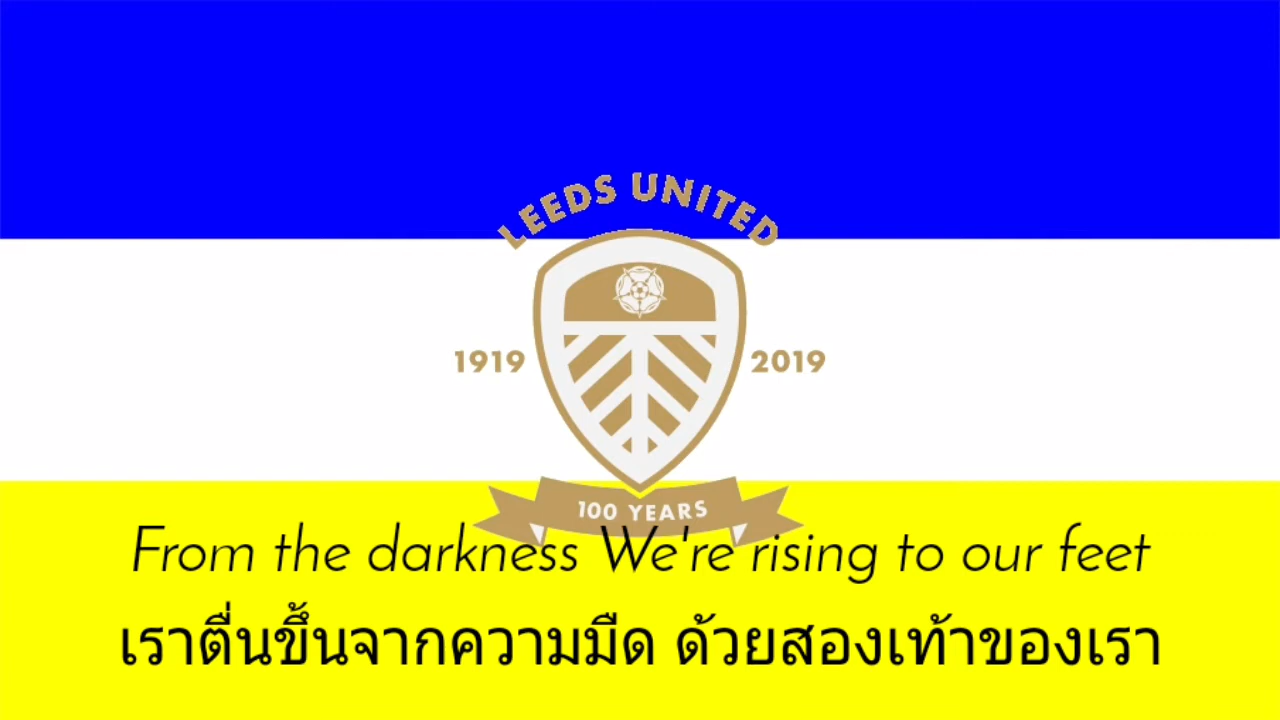 LEEDS UNITED
1919 2019
100 YEARS
From the darkness We're rising to our feet
เราตื่นขึ้นจากความมืด ด้วยสองเท้าของเรา